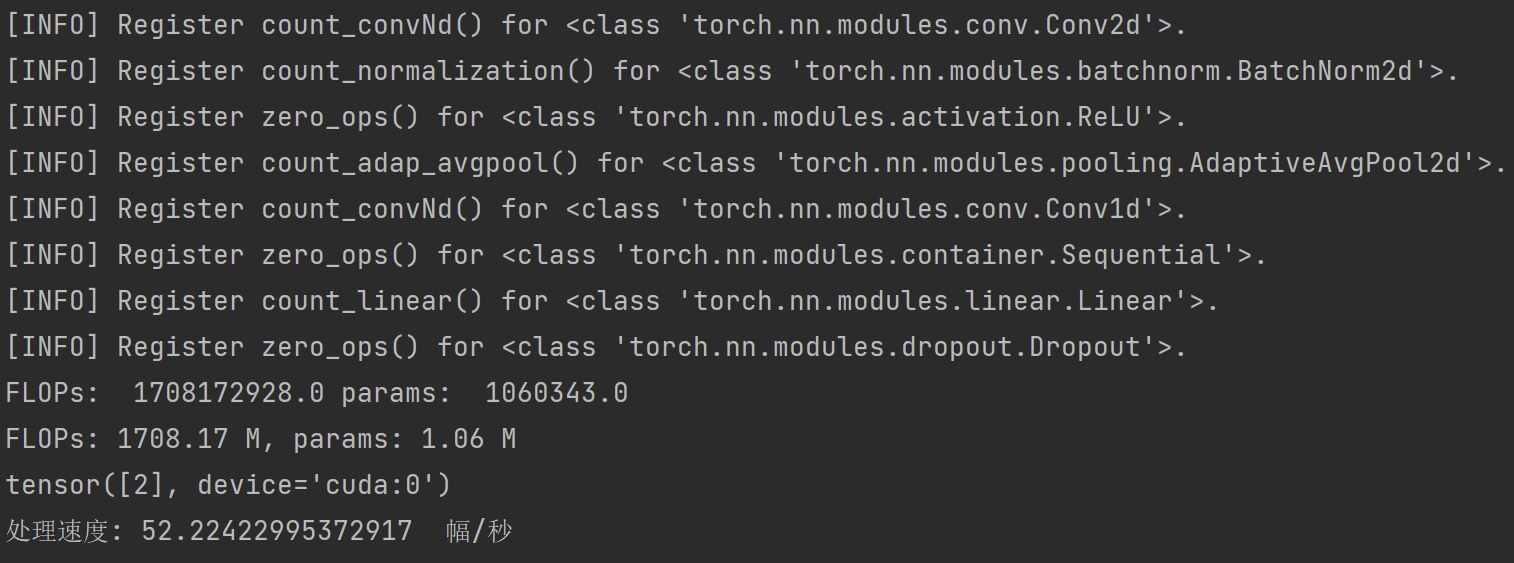 [INFO] Register count_convNd() for <class 'torch.nn.modules.conv.Conv2d'>.
[INFO] Register count_normalization() for <class 'torch.nn.modules.batchnorm.BatchNorm2d'>.
[INFO] Register zero_ops() for <class 'torch.nn.modules.activation.ReLU'>.
[INFO] Register count_adap_avgpool() for <class 'torch.nn.modules.pooling.AdaptiveAvgPool2d'>.
[INFO] Register count_convNd() for <class 'torch.nn.modules.conv.Conv1d'>.
[INFO] Register zero_ops() for <class 'torch.nn.modules.container.Sequential'>.
[INFO] Register count_linear() for <class 'torch.nn.modules.linear.Linear'>.
[INFO] Register zero_ops() for <class 'torch.nn.modules.dropout.Dropout'>.
FLOPs:  1708172928.0 params:  1060343.0
FLOPs: 1708.17 M, params: 1.06 M
tensor([2], device='cuda:0')
处理速度: 52.22422995372917  幅/秒